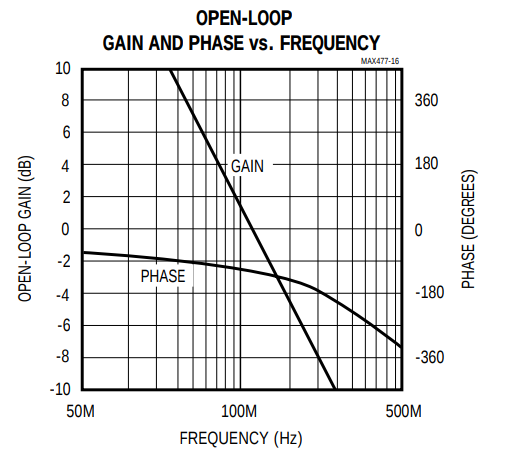 OPEN-LOOP
GAIN AND PHASE vs. FREQUENCY
MAX477-16
10
8
6
4
2
0
-2
-4
-6
-8
-10
OPEN-LOOP GAIN (dB)
GAIN
PHASE
360
180
0
-180
-360
PHASE (DEGREES)
50M
100M
500M
FREQUENCY (Hz)